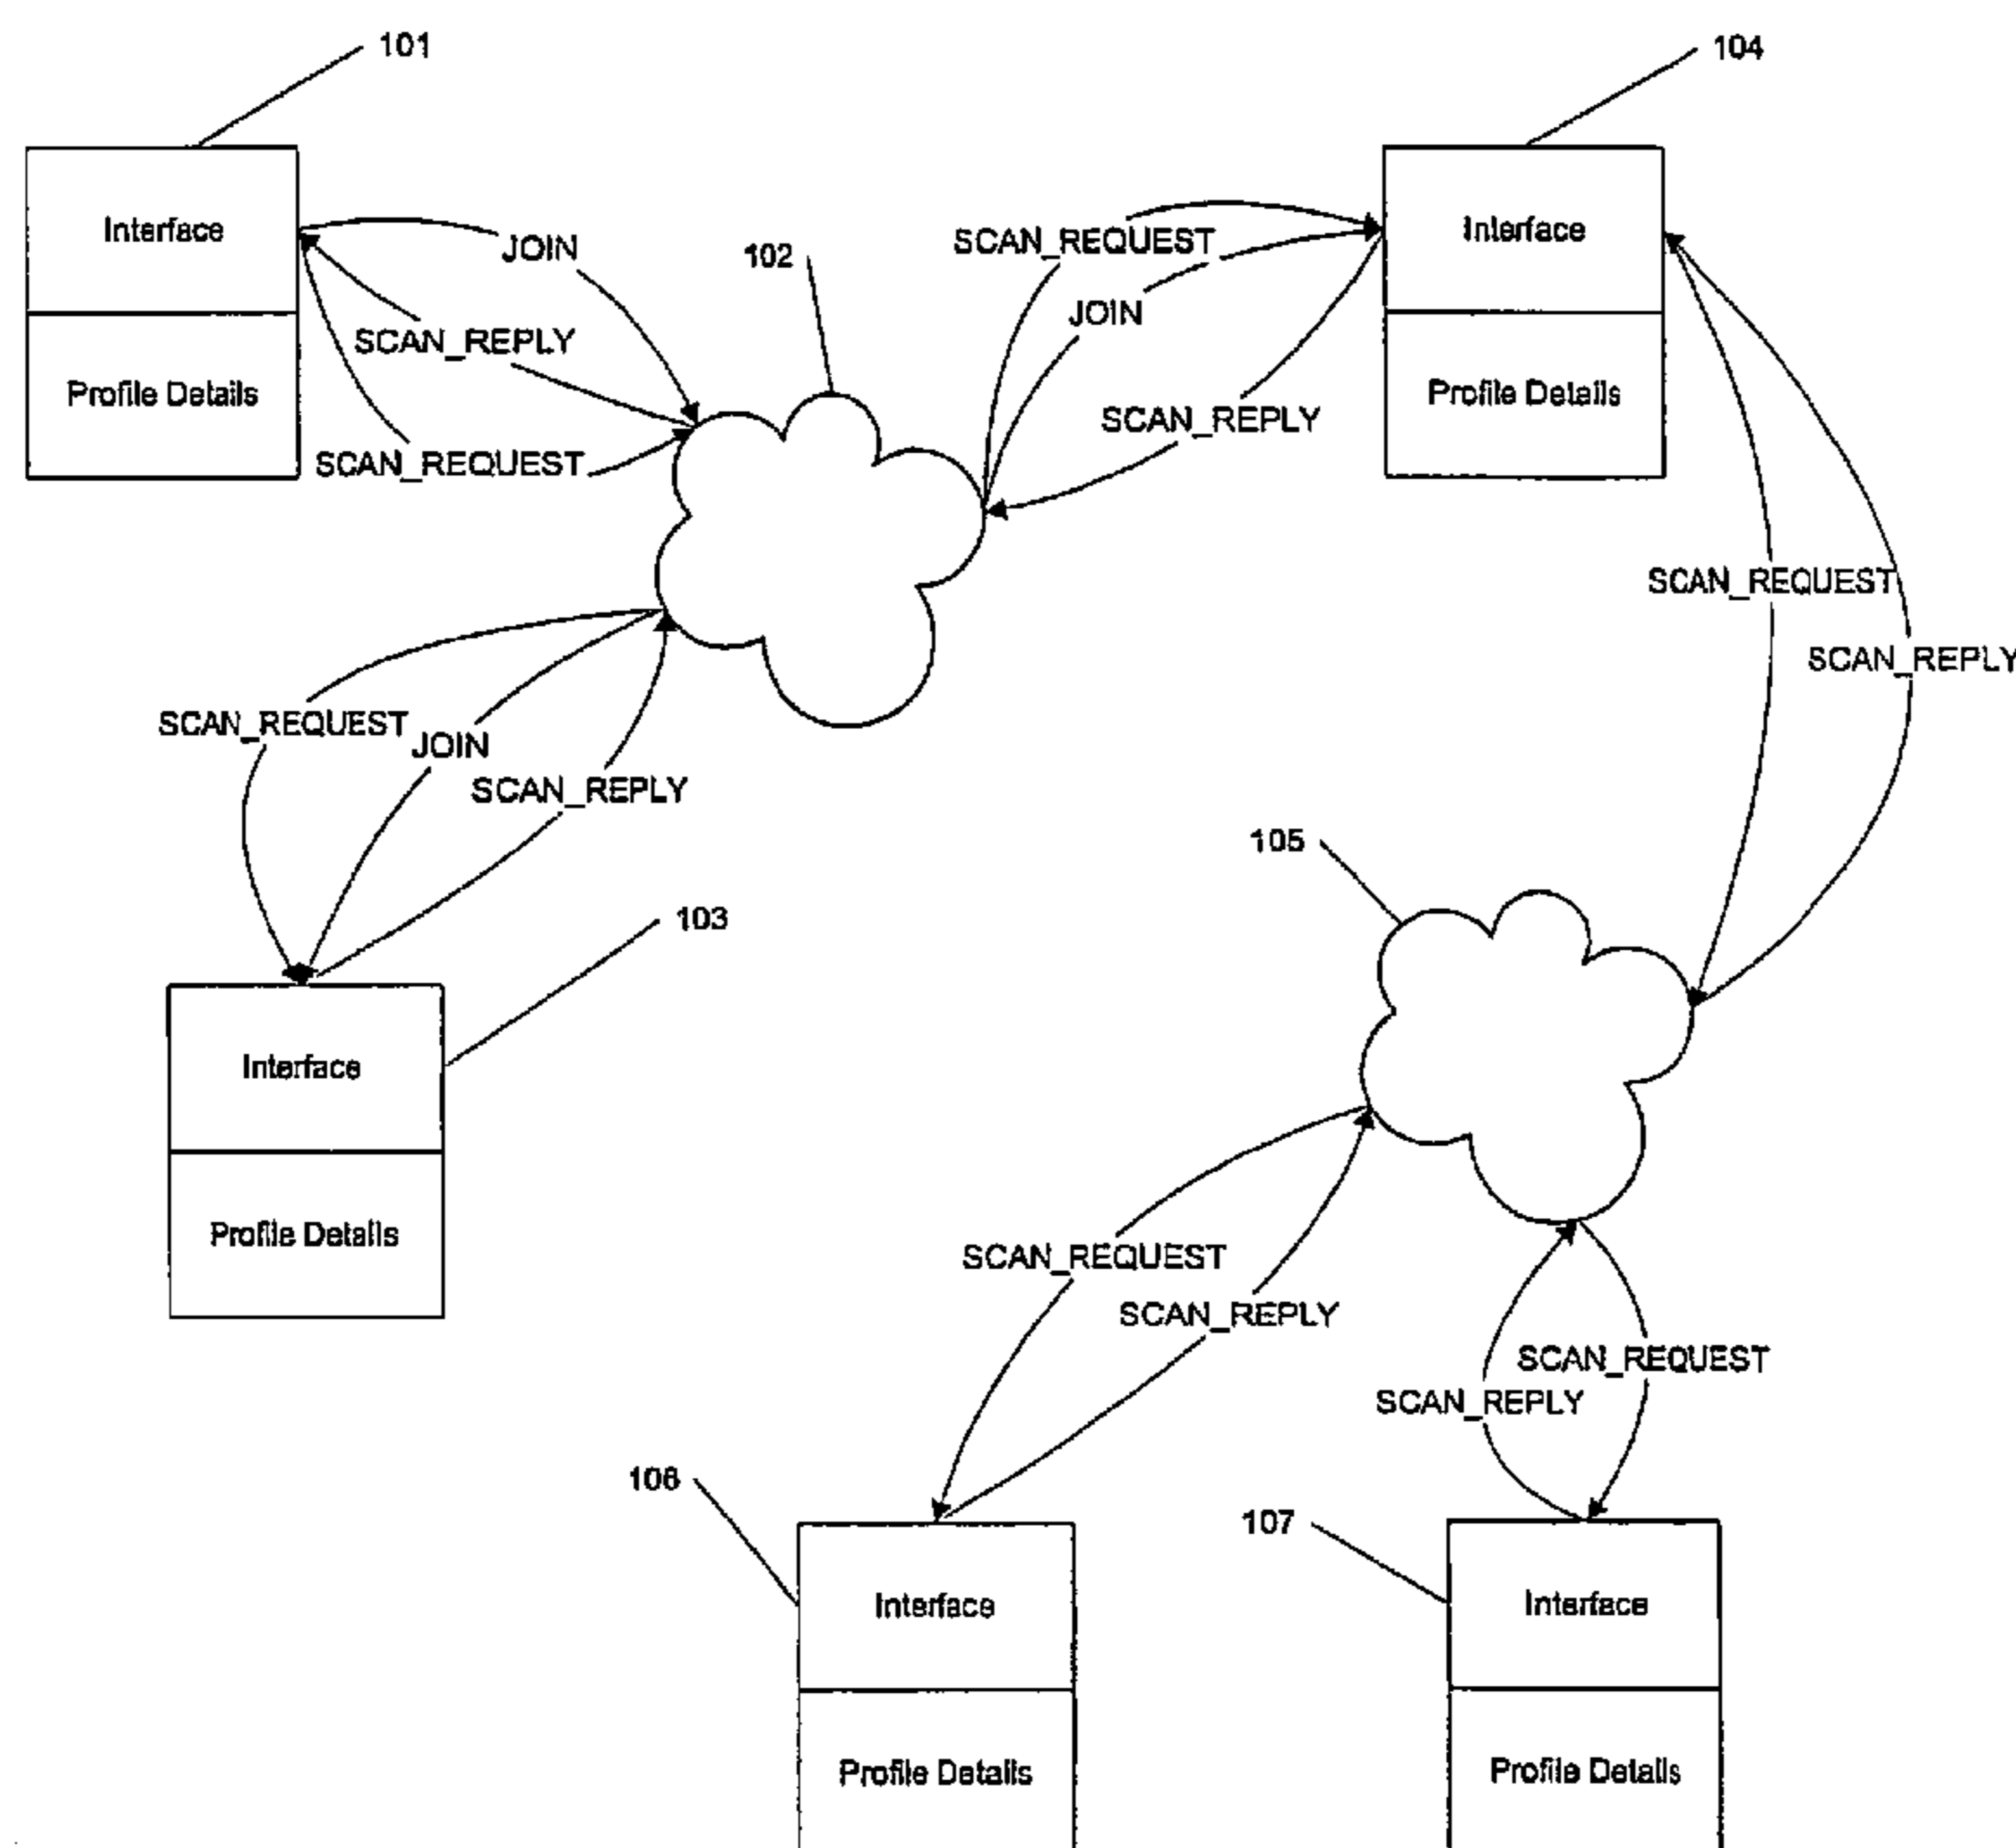 101
104
Interface
Profile Details
JOIN
SCAN_REPLY
SCAN_REQUEST
102
SCAN_REQUEST
JOIN
SCAN_REPLY
Interface
Profile Details
SCAN_REQUEST
SCAN_REPLY
SCAN_REQUEST
JOIN
SCAN_REPLY
105
103
Interface
Profile Details
SCAN_REQUEST
SCAN_REPLY
SCAN_REQUEST
SCAN_REPLY
106
107
Interface
Profile Details
Interface
Profile Details